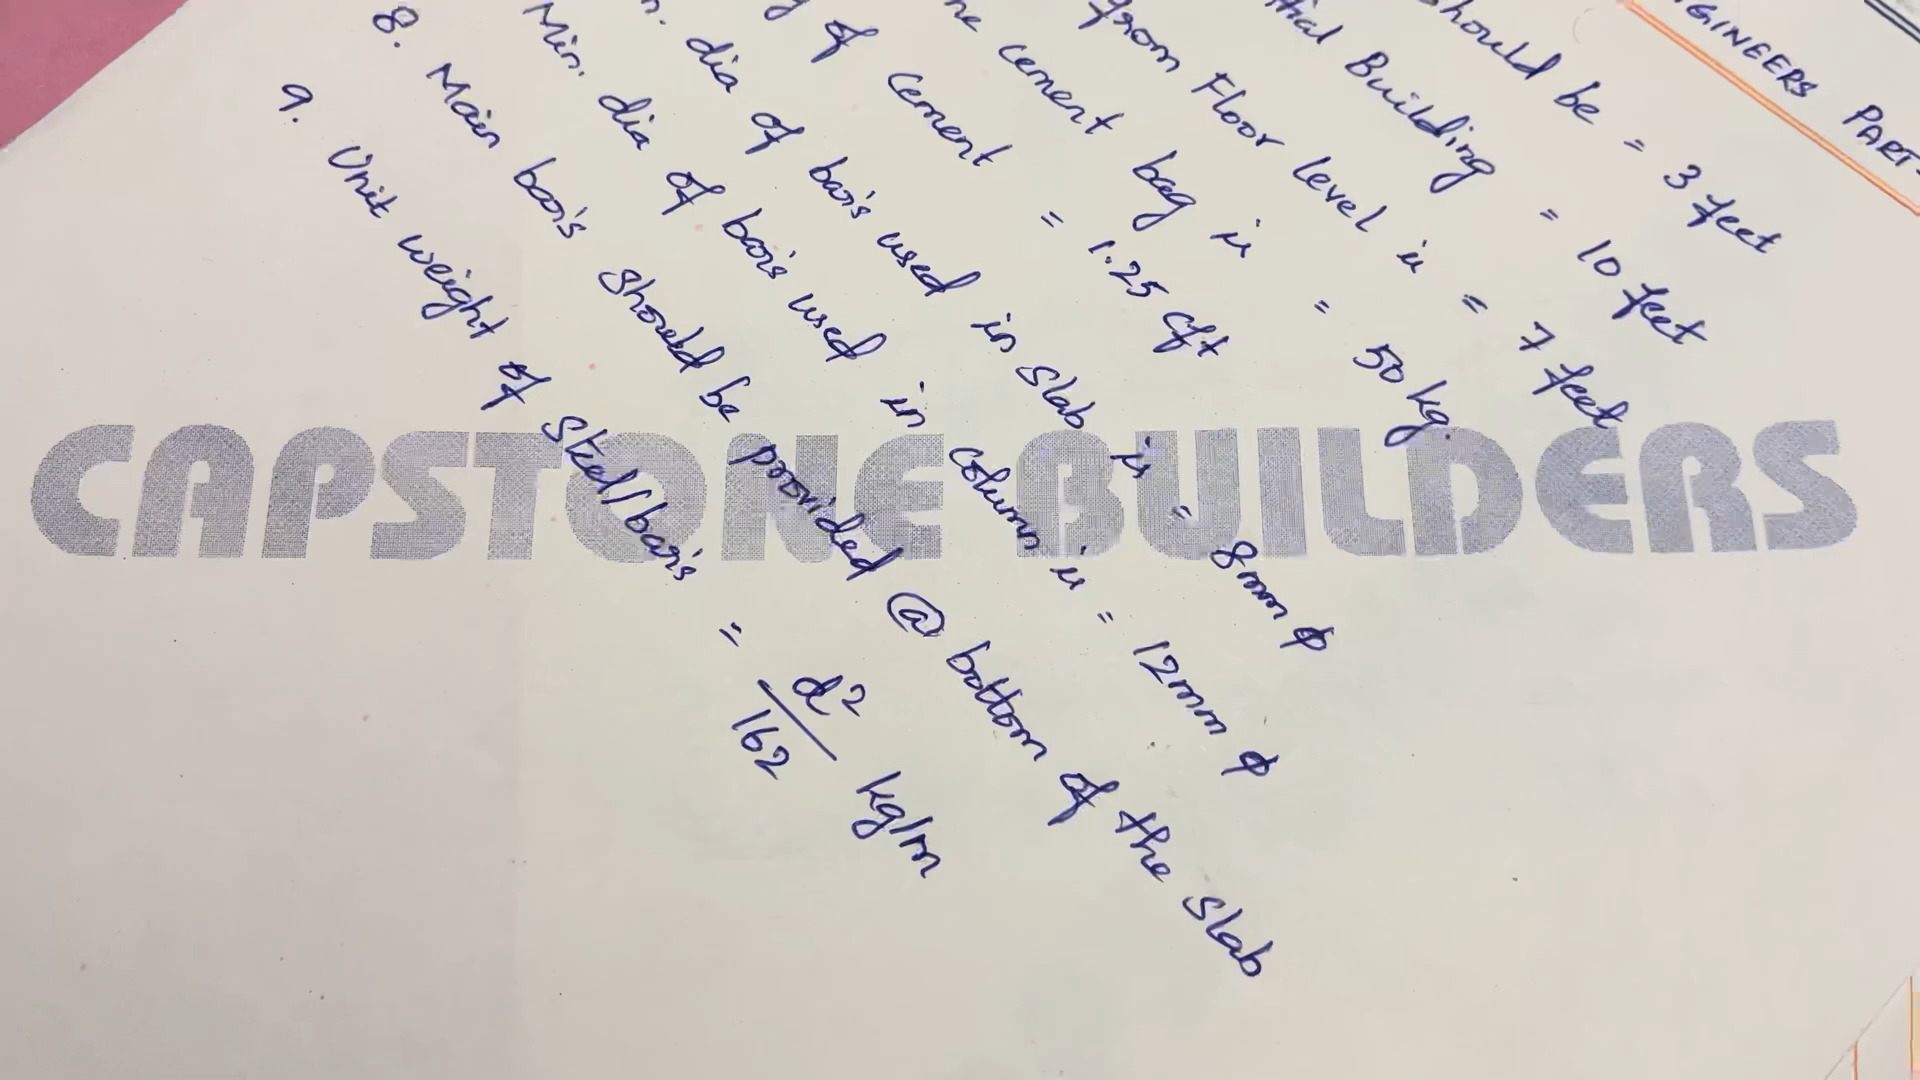 GINEERS PART-
should be = 3 feet
Building = 10 feet
from Floor level is = 7 feet
cement bag is = 50 kg.
of cement = 1.25 cft
dia of bars used in slab is = 8mm ϕ
Min. dia of bars used in column is = 12mm ϕ
8. Main bars should be provided @ bottom of the slab
9. Unit weight of steel/bars = d²/162 kg/m
CAPSTONE BUILDERS